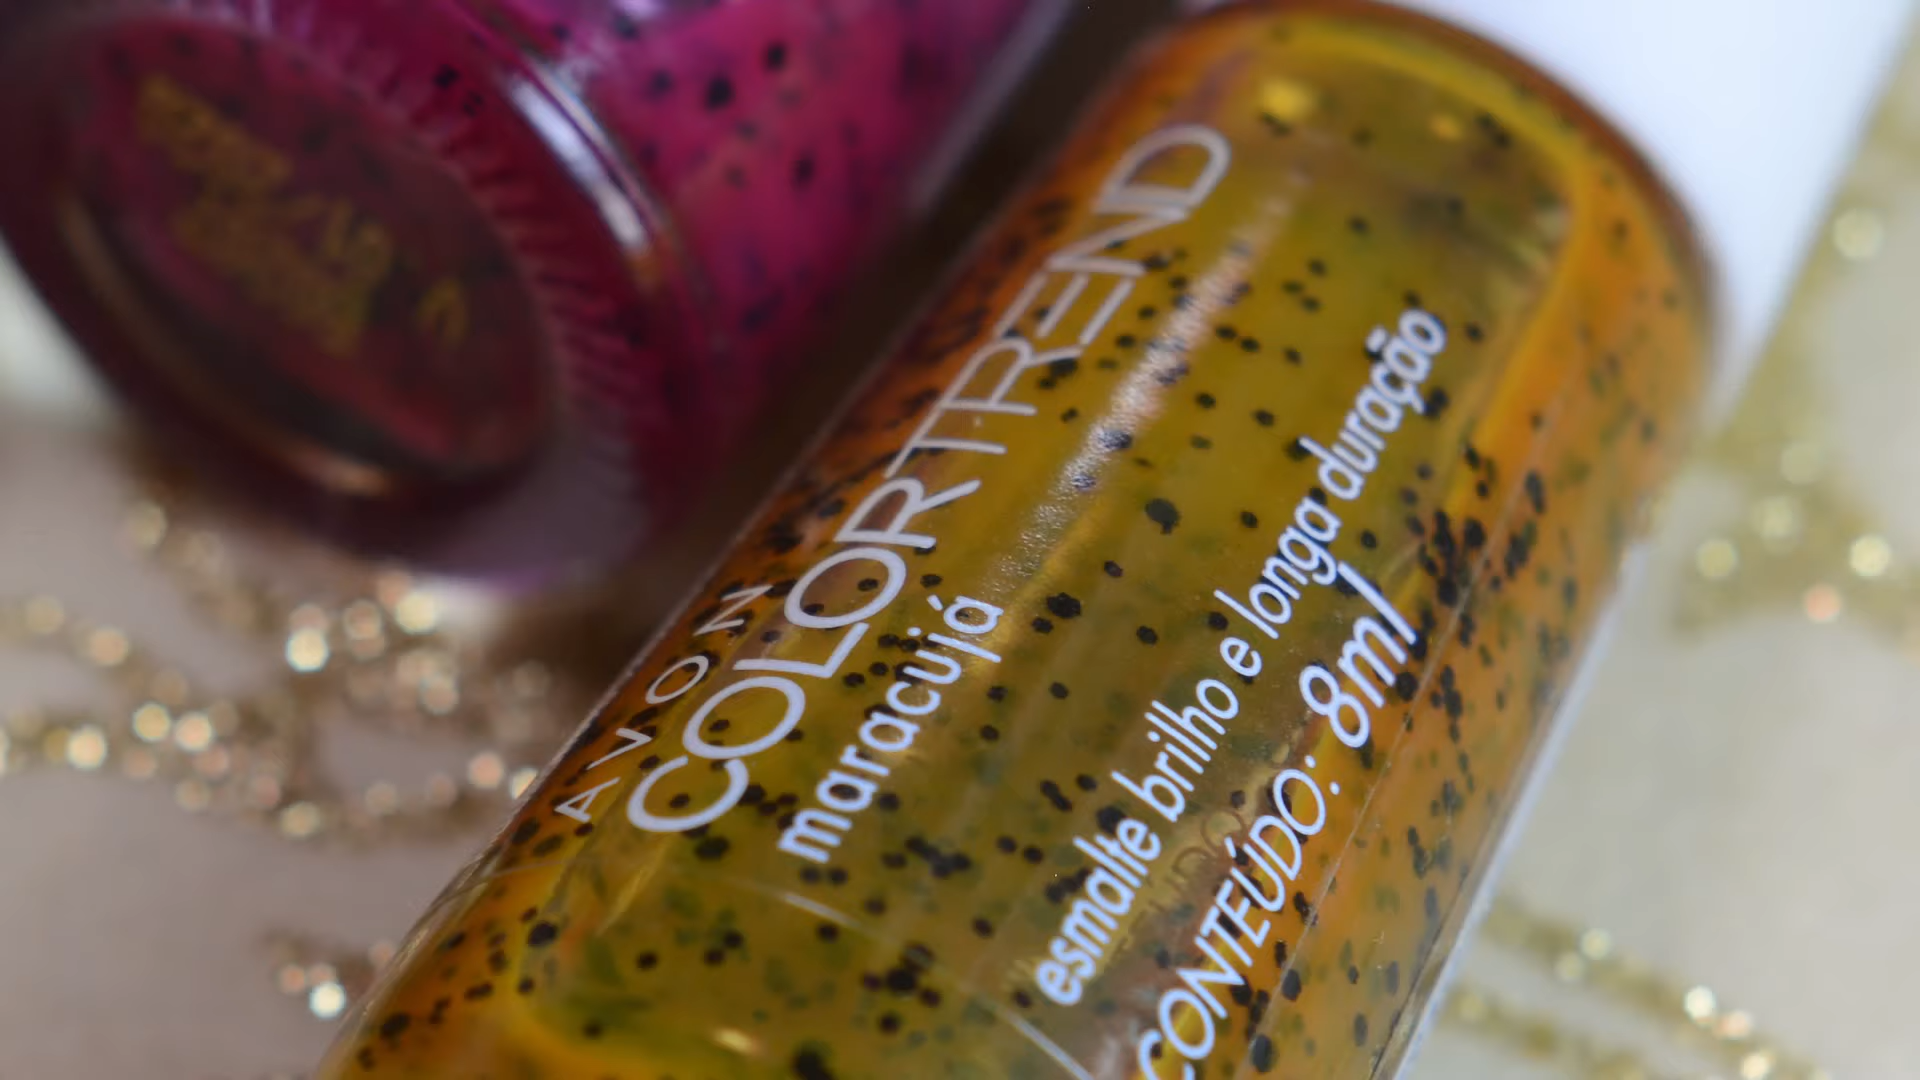 AVON
COLORTREND
maracujá
esmalte brilho e longa duração
CONTEÚDO: 8ml